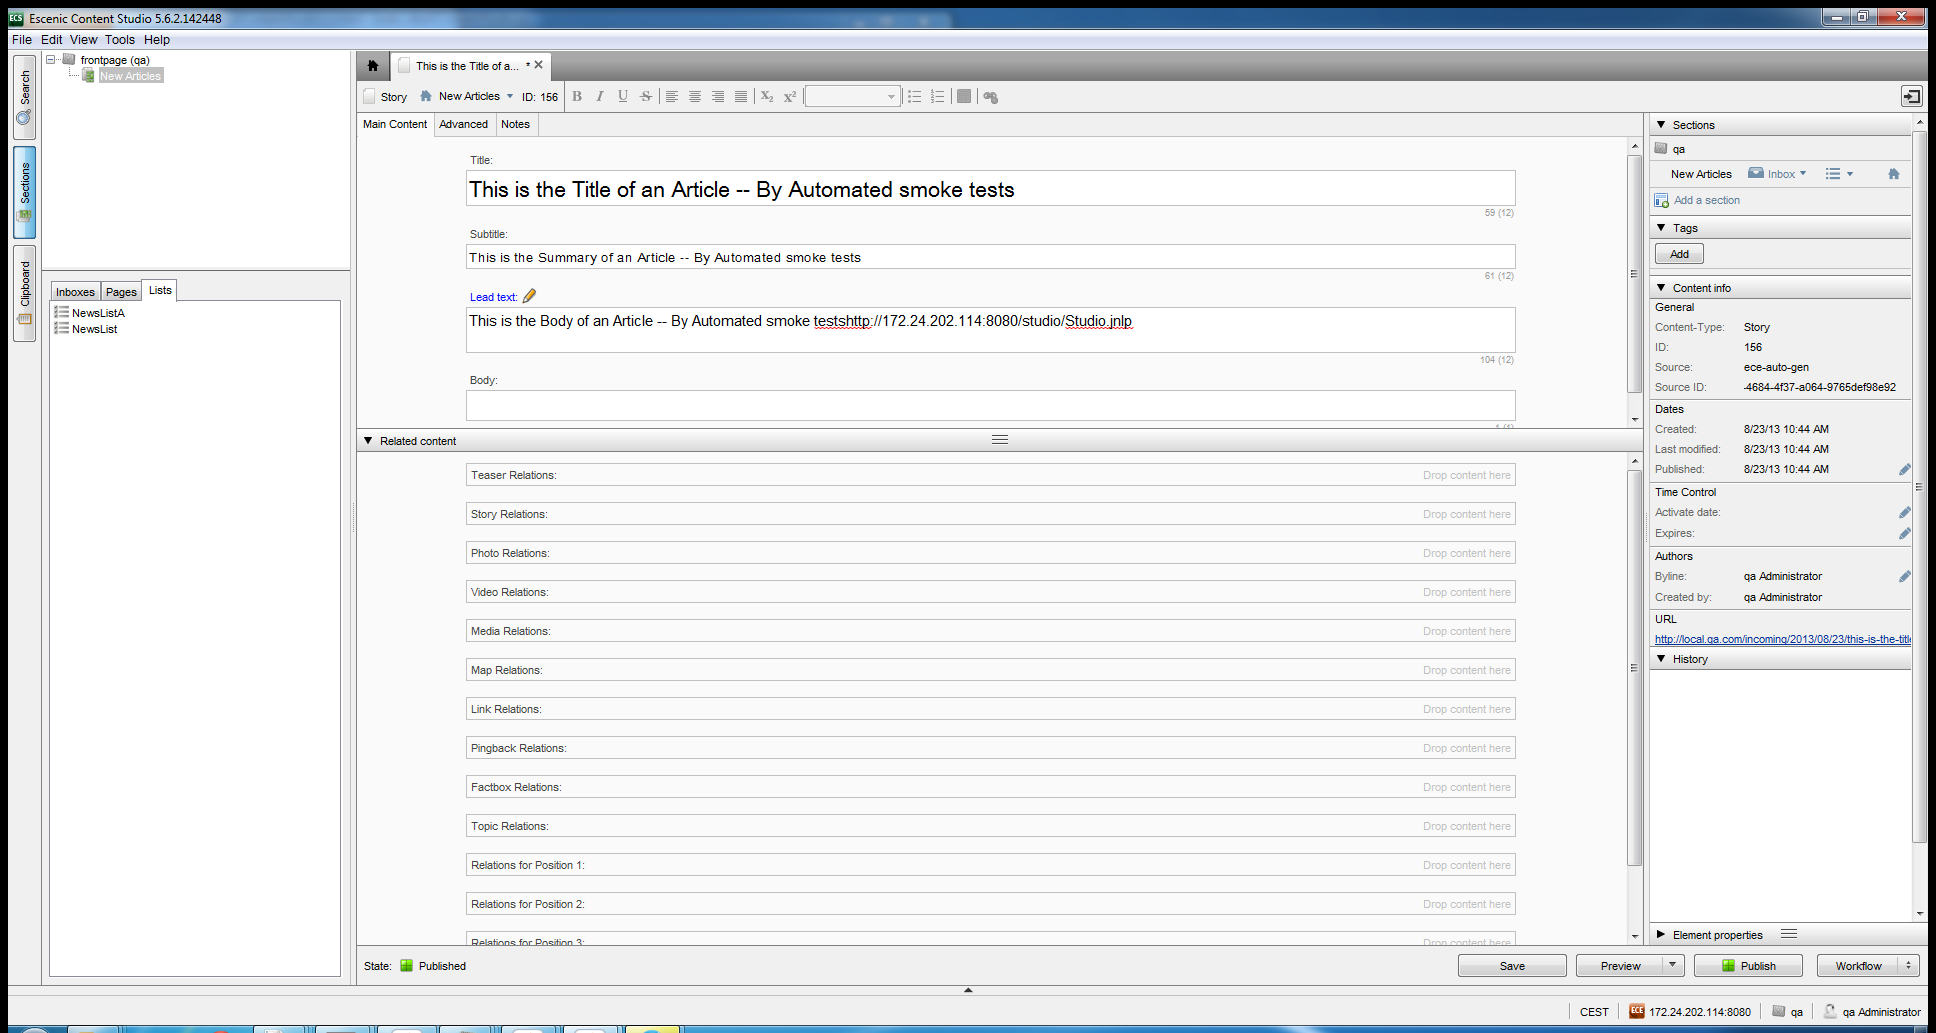 ECS Escenic Content Studio 5.6.2.142448
File Edit View Tools Help
Search
Sections
Clipboard
frontpage (qa)
New Articles
Inboxes Pages Lists
NewsListA
NewsList
This is the Title of a... *
Story New Articles ID: 156 B I U S X2 X2
Main Content Advanced Notes
Title:
This is the Title of an Article -- By Automated smoke tests
59 (12)
Subtitle:
This is the Summary of an Article -- By Automated smoke tests
61 (12)
Lead text:
This is the Body of an Article -- By Automated smoke testshttp://172.24.202.114:8080/studio/Studio.jnlp
104 (12)
Body:
Related content
Teaser Relations: Drop content here
Story Relations: Drop content here
Photo Relations: Drop content here
Video Relations: Drop content here
Media Relations: Drop content here
Map Relations: Drop content here
Link Relations: Drop content here
Pingback Relations: Drop content here
Factbox Relations: Drop content here
Topic Relations: Drop content here
Relations for Position 1: Drop content here
Relations for Position 2: Drop content here
Relations for Position 3: Drop content here
State: Published
Save Preview Publish Workflow
Sections
qa
New Articles Inbox
Add a section
Tags
Add
Content info
General
Content-Type: Story
ID: 156
Source: ece-auto-gen
Source ID: -4684-4f37-a064-9765def98e92
Dates
Created: 8/23/13 10:44 AM
Last modified: 8/23/13 10:44 AM
Published: 8/23/13 10:44 AM
Time Control
Activate date:
Expires:
Authors
Byline: qa Administrator
Created by: qa Administrator
URL
http://local.qa.com/incoming/2013/08/23/this-is-the-titl
History
Element properties
CEST ECE 172.24.202.114:8080 qa qa Administrator